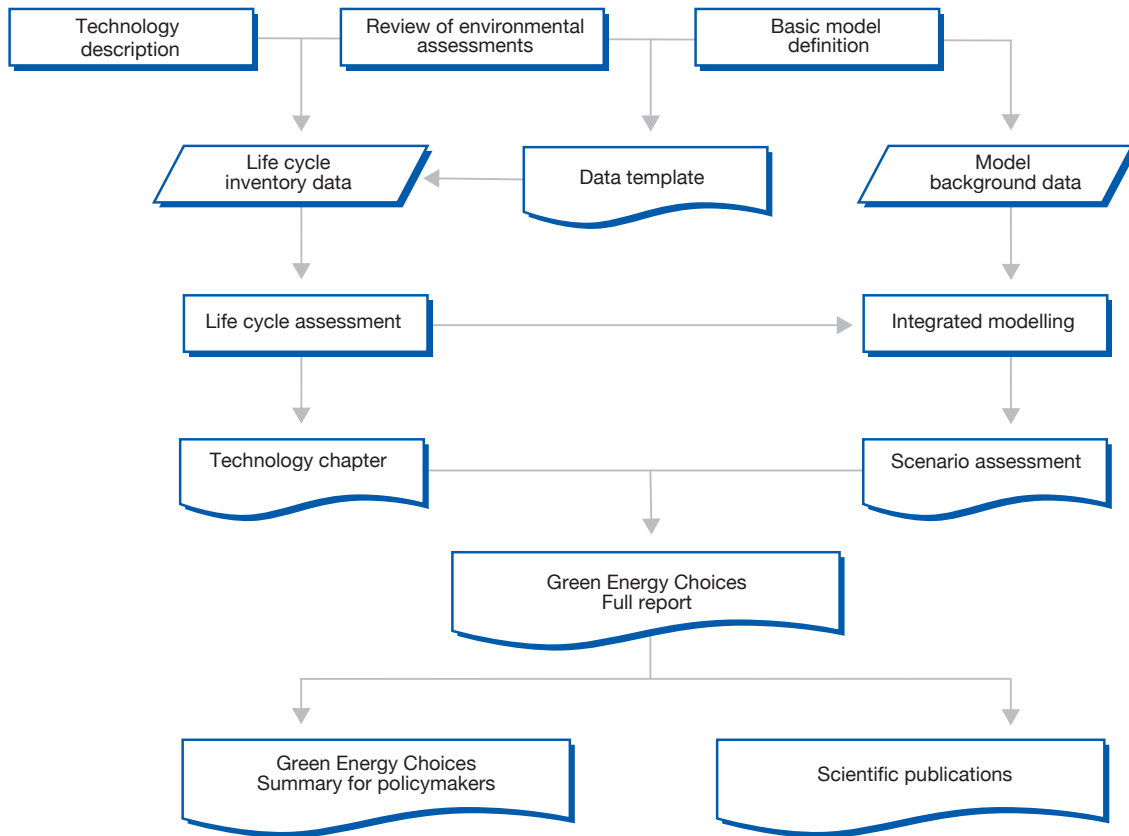 Technology
description
Review of environmental
assessments
Basic model
definition
Life cycle
inventory data
Data template
Model
background data
Life cycle assessment
Integrated modelling
Technology chapter
Scenario assessment
Green Energy Choices
Full report
Green Energy Choices
Summary for policymakers
Scientific publications